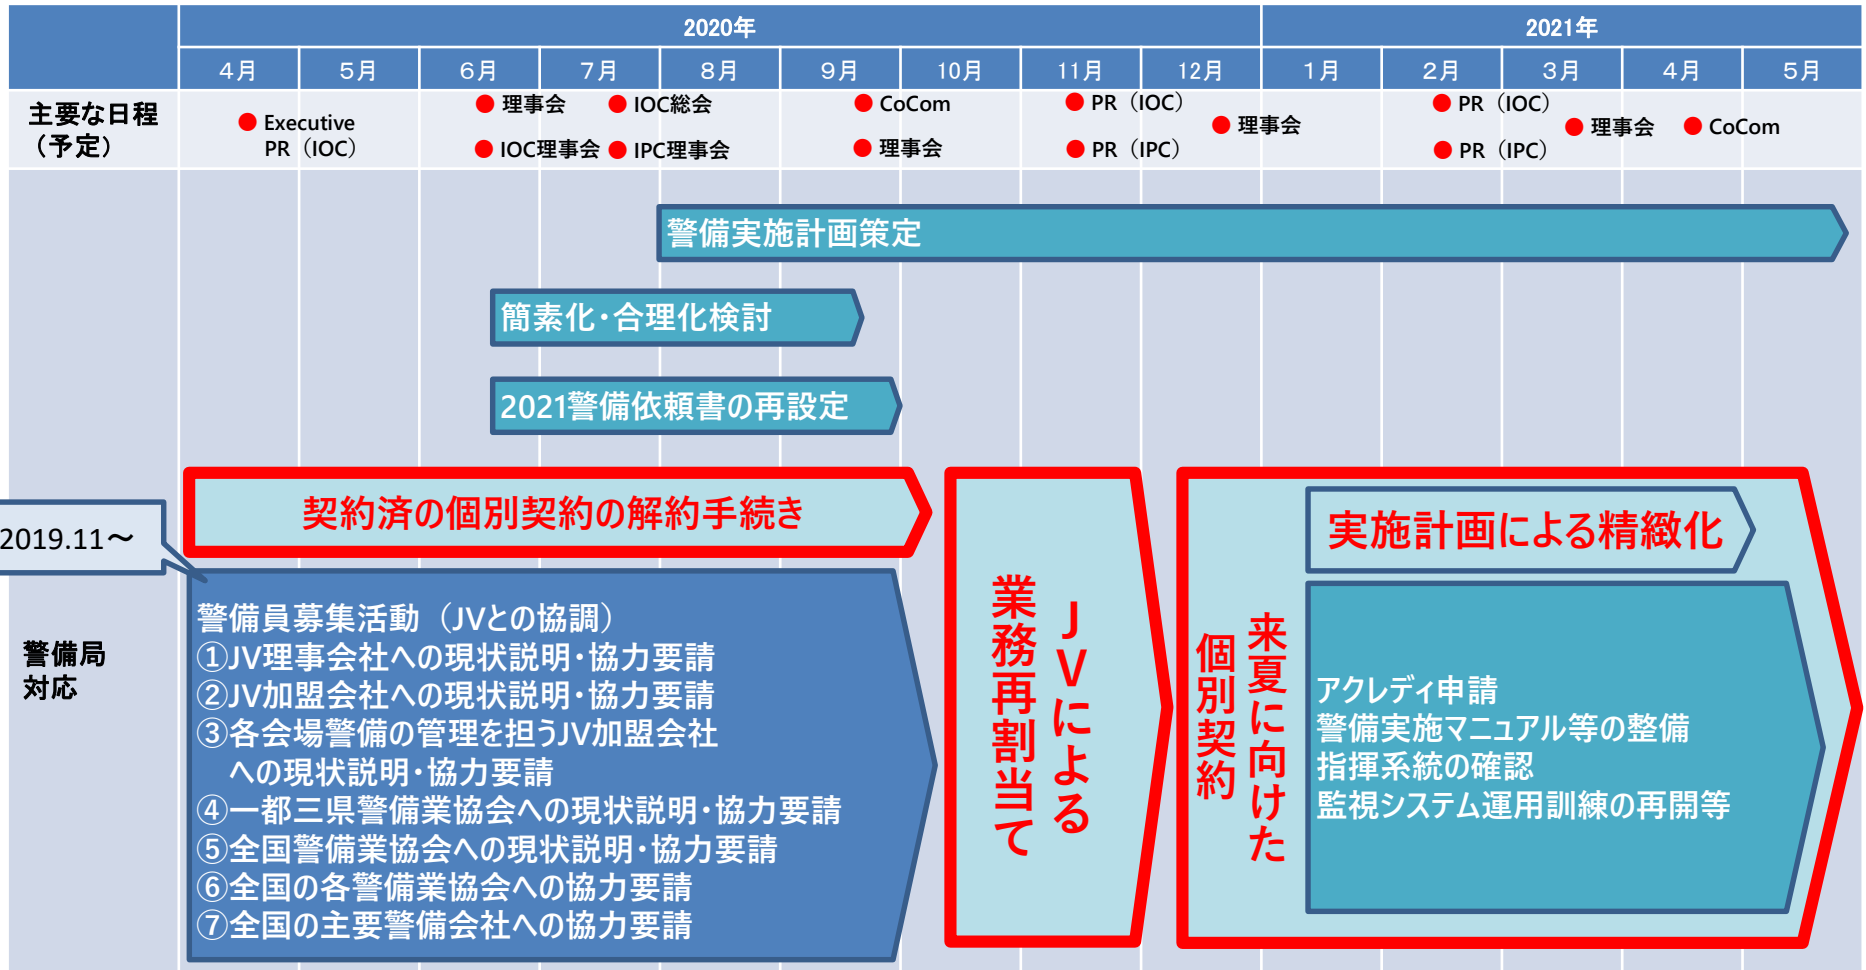 2020年
2021年
4月
5月
6月
7月
8月
9月
10月
11月
12月
1月
2月
3月
4月
5月
主要な日程
（予定）
Executive
PR（IOC）
理事会
IOC理事会
IOC総会
IPC理事会
CoCom
理事会
PR（IOC）
PR（IPC）
理事会
PR（IOC）
PR（IPC）
理事会
CoCom
警備局
対応
警備実施計画策定
簡素化・合理化検討
2021警備依頼書の再設定
契約済の個別契約の解約手続き
2019.11～
警備員募集活動（JVとの協調）
①JV理事会社への現状説明・協力要請
②JV加盟会社への現状説明・協力要請
③各会場警備の管理を担うJV加盟会社
への現状説明・協力要請
④一都三県警備業協会への現状説明・協力要請
⑤全国警備業協会への現状説明・協力要請
⑥全国の各警備業協会への協力要請
⑦全国の主要警備会社への協力要請
JVによる
業務再割当て
来夏に向けた
個別契約
実施計画による精緻化
アクレディ申請
警備実施マニュアル等の整備
指揮系統の確認
監視システム運用訓練の再開等